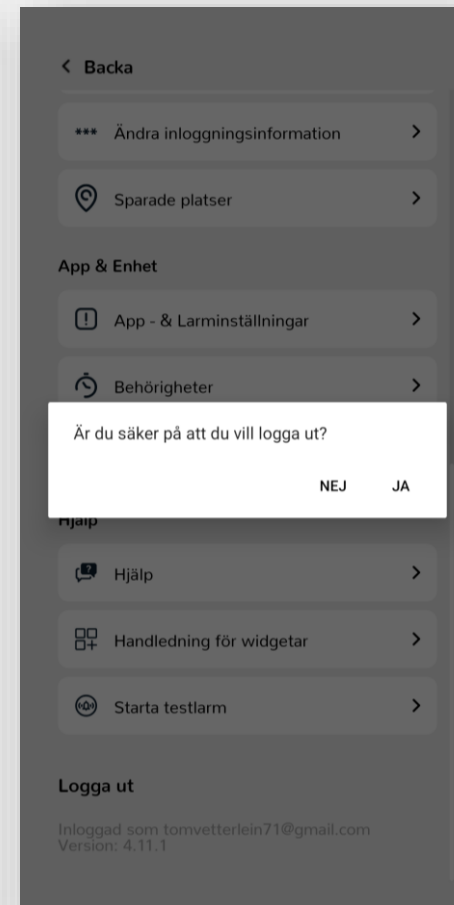 Backa
*** Ändra inloggningsinformation
Sparade platser
App & Enhet
App - & Larminställningar
Behörigheter
Är du säker på att du vill logga ut?
NEJ JA
Hjälp
Hjälp
Handledning för widgetar
Starta testlarm
Logga ut
Inloggad som tomvetterlein71@gmail.com
Version: 4.11.1